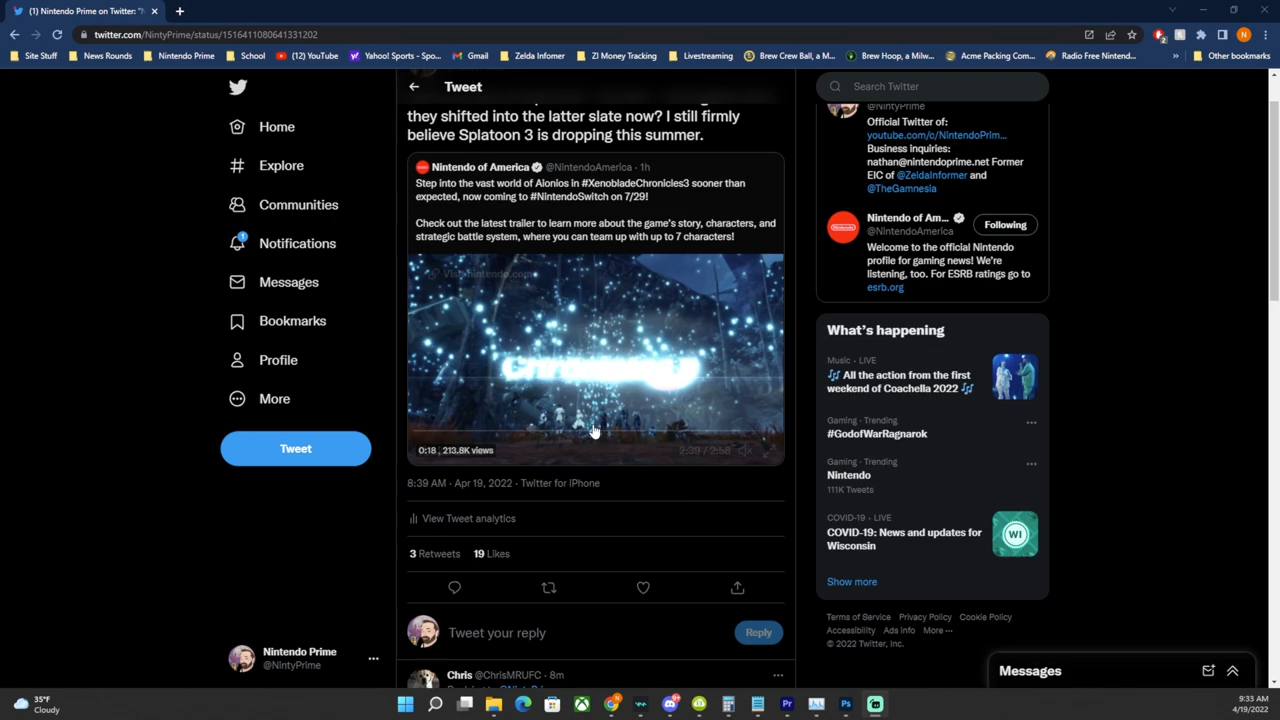 (1) Nintendo Prime on Twitter: "
twitter.com/NintyPrime/status/1516411080641331202
Site Stuff
News Rounds
Nintendo Prime
School
(12) YouTube
Yahoo! Sports - Spo...
Gmail
Zelda Infomer
ZI Money Tracking
Livestreaming
Brew Crew Ball, a M...
Brew Hoop, a Milw...
Acme Packing Com...
Radio Free Nintend...
Other bookmarks
Home
Explore
Communities
1
Notifications
Messages
Bookmarks
Profile
More
Tweet
Nintendo Prime
@NintyPrime
Tweet
they shifted into the latter slate now? I still firmly
believe Splatoon 3 is dropping this summer.
Nintendo of America @NintendoAmerica · 1h
Step into the vast world of Aionios in #XenobladeChronicles3 sooner than
expected, now coming to #NintendoSwitch on 7/29!
Check out the latest trailer to learn more about the game's story, characters, and
strategic battle system, where you can team up with up to 7 characters!
0:18 213.8K views
2:39 / 2:58
8:39 AM · Apr 19, 2022 · Twitter for iPhone
View Tweet analytics
3 Retweets 19 Likes
Tweet your reply
Reply
Chris @ChrisMRUFC · 8m
Search Twitter
@NintyPrime
Official Twitter of:
youtube.com/c/NintendoPrim...
Business inquiries:
nathan@nintendoprime.net Former
EIC of @ZeldaInformer and
@TheGamnesia
Nintendo of Am...
@NintendoAmerica
Following
Welcome to the official Nintendo
profile for gaming news! We're
listening, too. For ESRB ratings go to
esrb.org
What's happening
Music · LIVE
🎶 All the action from the first
weekend of Coachella 2022 🎶
Gaming · Trending
#GodofWarRagnarok
Gaming · Trending
Nintendo
111K Tweets
COVID-19 · LIVE
COVID-19: News and updates for
Wisconsin
WI
Show more
Terms of Service Privacy Policy Cookie Policy
Accessibility Ads info More ···
© 2022 Twitter, Inc.
Messages
35°F
Cloudy
9:33 AM
4/19/2022